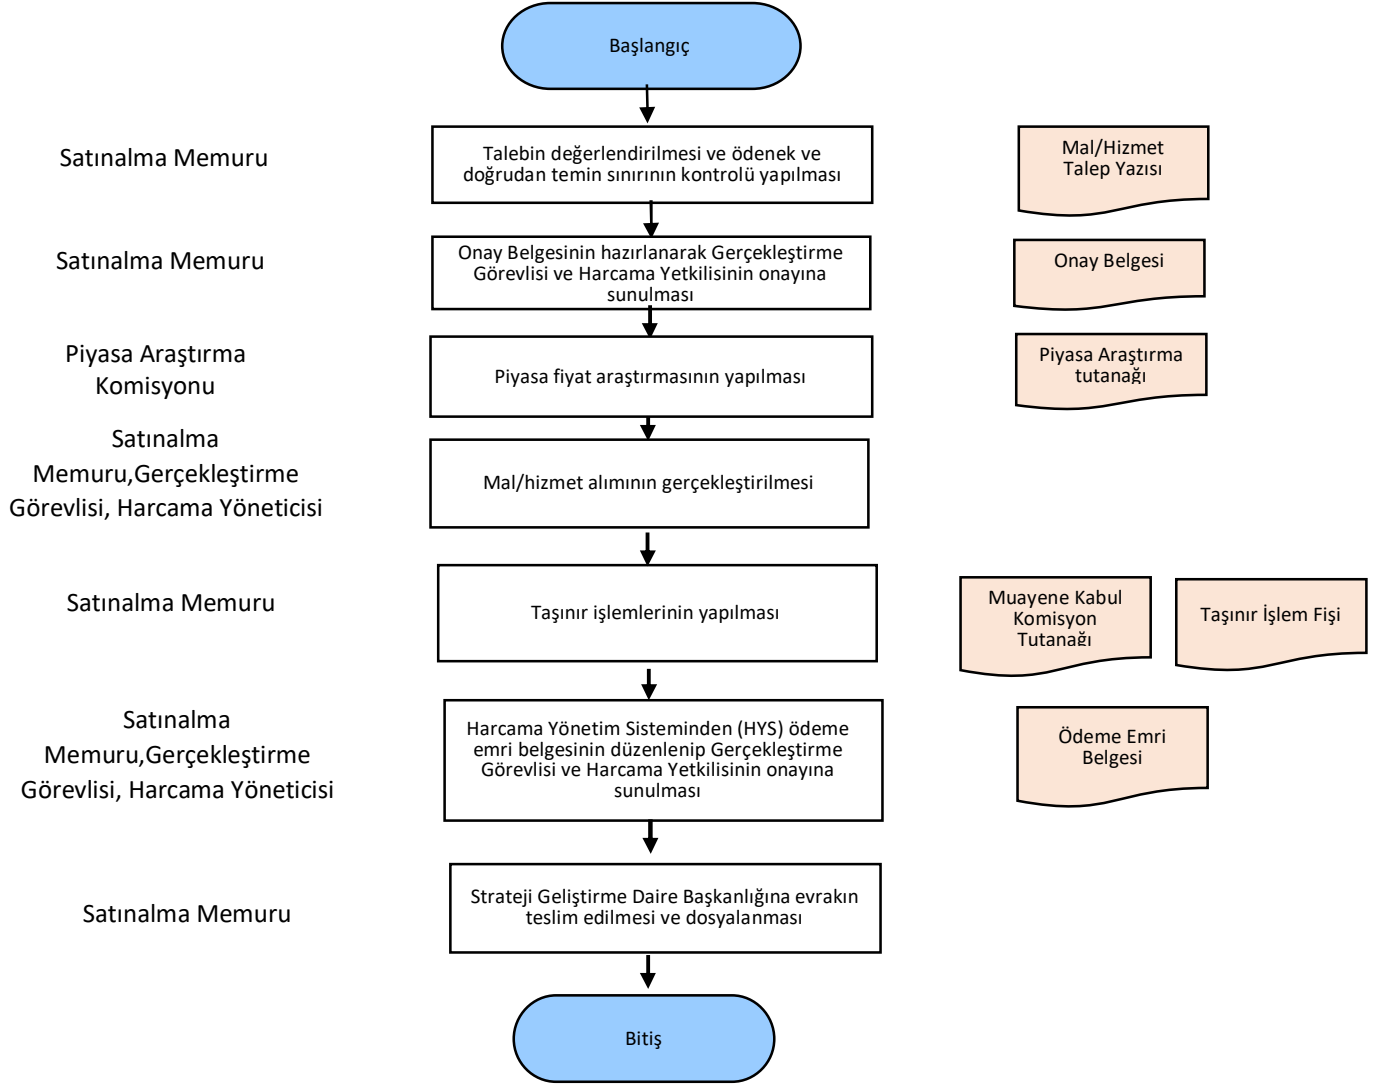 Başlangıç
Satınalma Memuru
Talebin değerlendirilmesi ve ödenek ve
doğrudan temin sınırının kontrolü yapılması
Mal/Hizmet
Talep Yazısı
Satınalma Memuru
Onay Belgesinin hazırlanarak Gerçekleştirme
Görevlisi ve Harcama Yetkilisinin onayına
sunulması
Onay Belgesi
Piyasa Araştırma
Komisyonu
Piyasa fiyat araştırmasının yapılması
Piyasa Araştırma
tutanağı
Satınalma
Memuru,Gerçekleştirme
Görevlisi, Harcama Yöneticisi
Mal/hizmet alımının gerçekleştirilmesi
Satınalma Memuru
Taşınır işlemlerinin yapılması
Muayene Kabul
Komisyon
Tutanağı
Taşınır İşlem Fişi
Satınalma
Memuru,Gerçekleştirme
Görevlisi, Harcama Yöneticisi
Harcama Yönetim Sisteminden (HYS) ödeme
emri belgesinin düzenlenip Gerçekleştirme
Görevlisi ve Harcama Yetkilisinin onayına
sunulması
Ödeme Emri
Belgesi
Satınalma Memuru
Strateji Geliştirme Daire Başkanlığına evrakın
teslim edilmesi ve dosyalanması
Bitiş